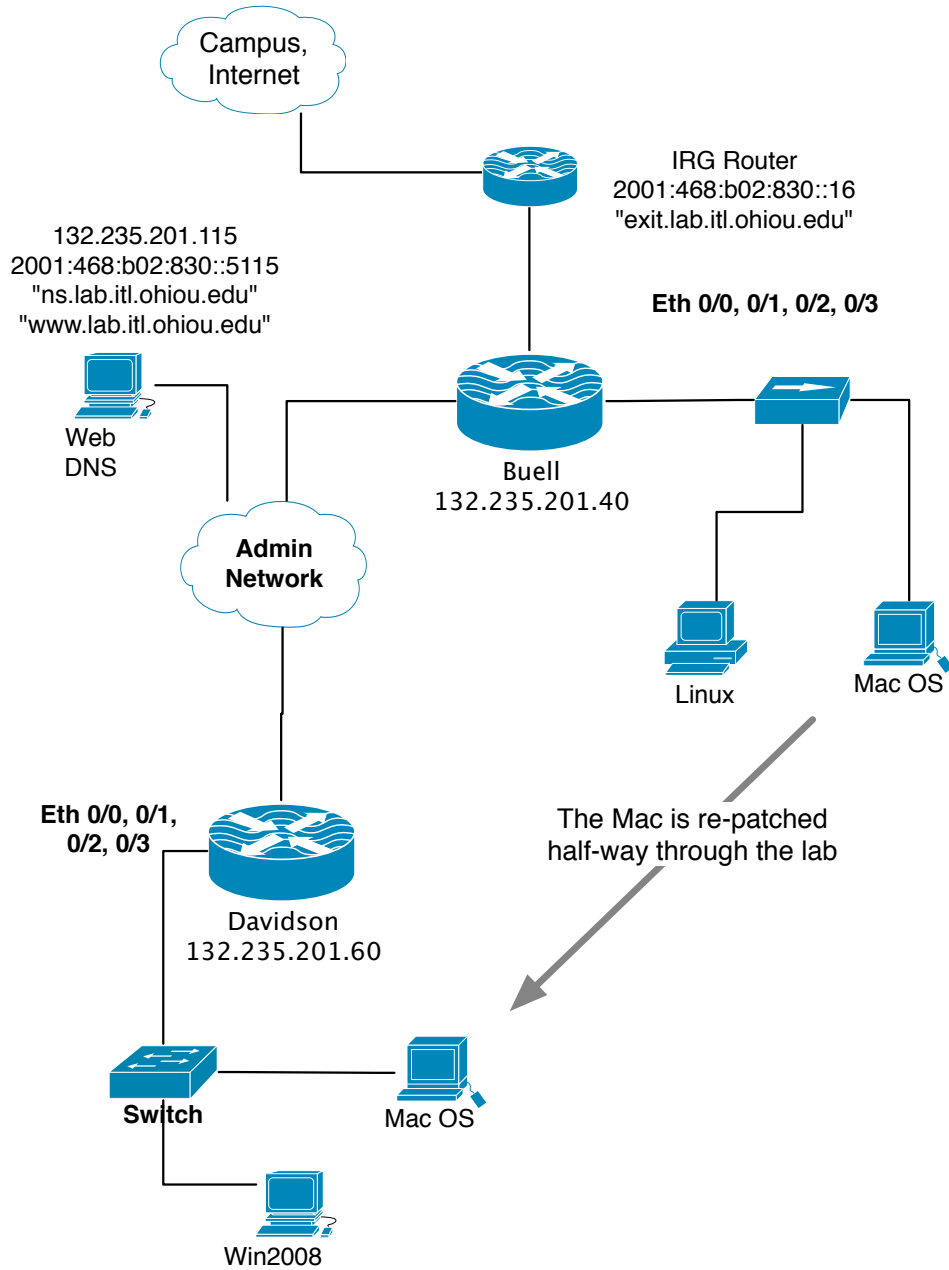 Campus,
Internet
IRG Router
2001:468:b02:830::16
"exit.lab.itl.ohiou.edu"
132.235.201.115
2001:468:b02:830::5115
"ns.lab.itl.ohiou.edu"
"www.lab.itl.ohiou.edu"
Eth 0/0, 0/1, 0/2, 0/3
Web
DNS
Buell
132.235.201.40
Admin
Network
Linux
Mac OS
Eth 0/0, 0/1,
0/2, 0/3
The Mac is re-patched
half-way through the lab
Davidson
132.235.201.60
Switch
Mac OS
Win2008